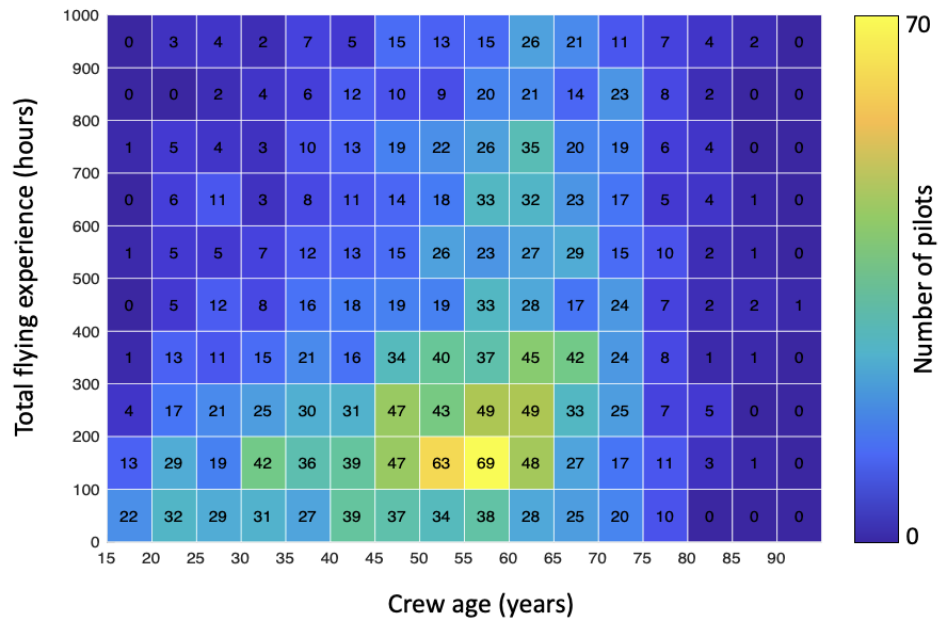 1000
0 3 4 2 7 5 15 13 15 26 21 11 7 4 2 0
900
0 0 2 4 6 12 10 9 20 21 14 23 8 2 0 0
800
1 5 4 3 10 13 19 22 26 35 20 19 6 4 0 0
700
0 6 11 3 8 11 14 18 33 32 23 17 5 4 1 0
600
1 5 5 7 12 13 15 26 23 27 29 15 10 2 1 0
500
0 5 12 8 16 18 19 19 33 28 17 24 7 2 2 1
400
1 13 11 15 21 16 34 40 37 45 42 24 8 1 1 0
300
4 17 21 25 30 31 47 43 49 49 33 25 7 5 0 0
200
13 29 19 42 36 39 47 63 69 48 27 17 11 3 1 0
100
22 32 29 31 27 39 37 34 38 28 25 20 10 0 0 0
0
15 20 25 30 35 40 45 50 55 60 65 70 75 80 85 90
Total flying experience (hours)
Crew age (years)
70
0
Number of pilots